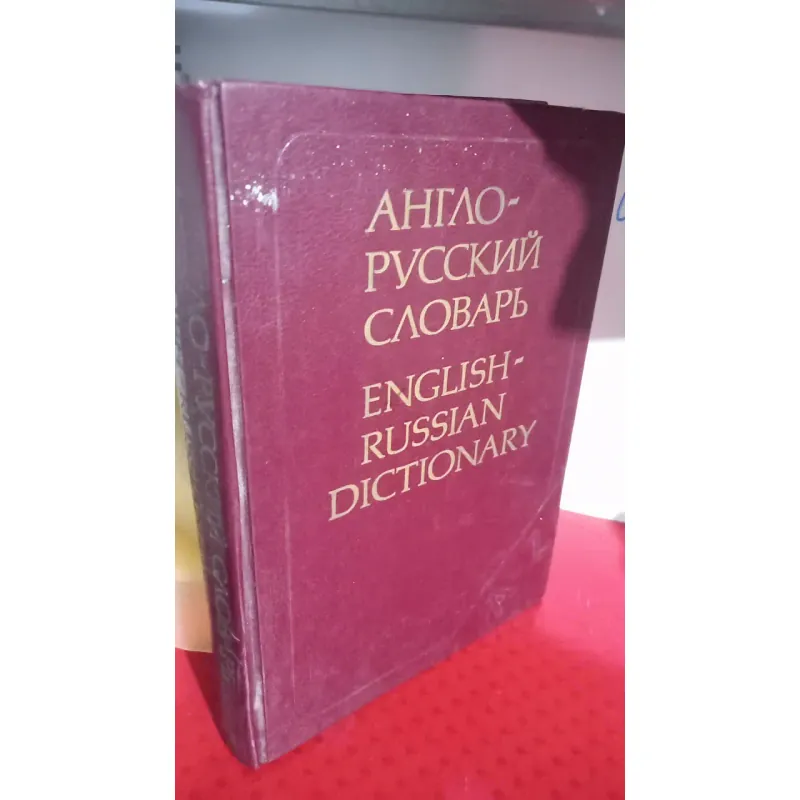 АНГЛО-
РУССКИЙ
СЛОВАРЬ
ENGLISH-
RUSSIAN
DICTIONARY